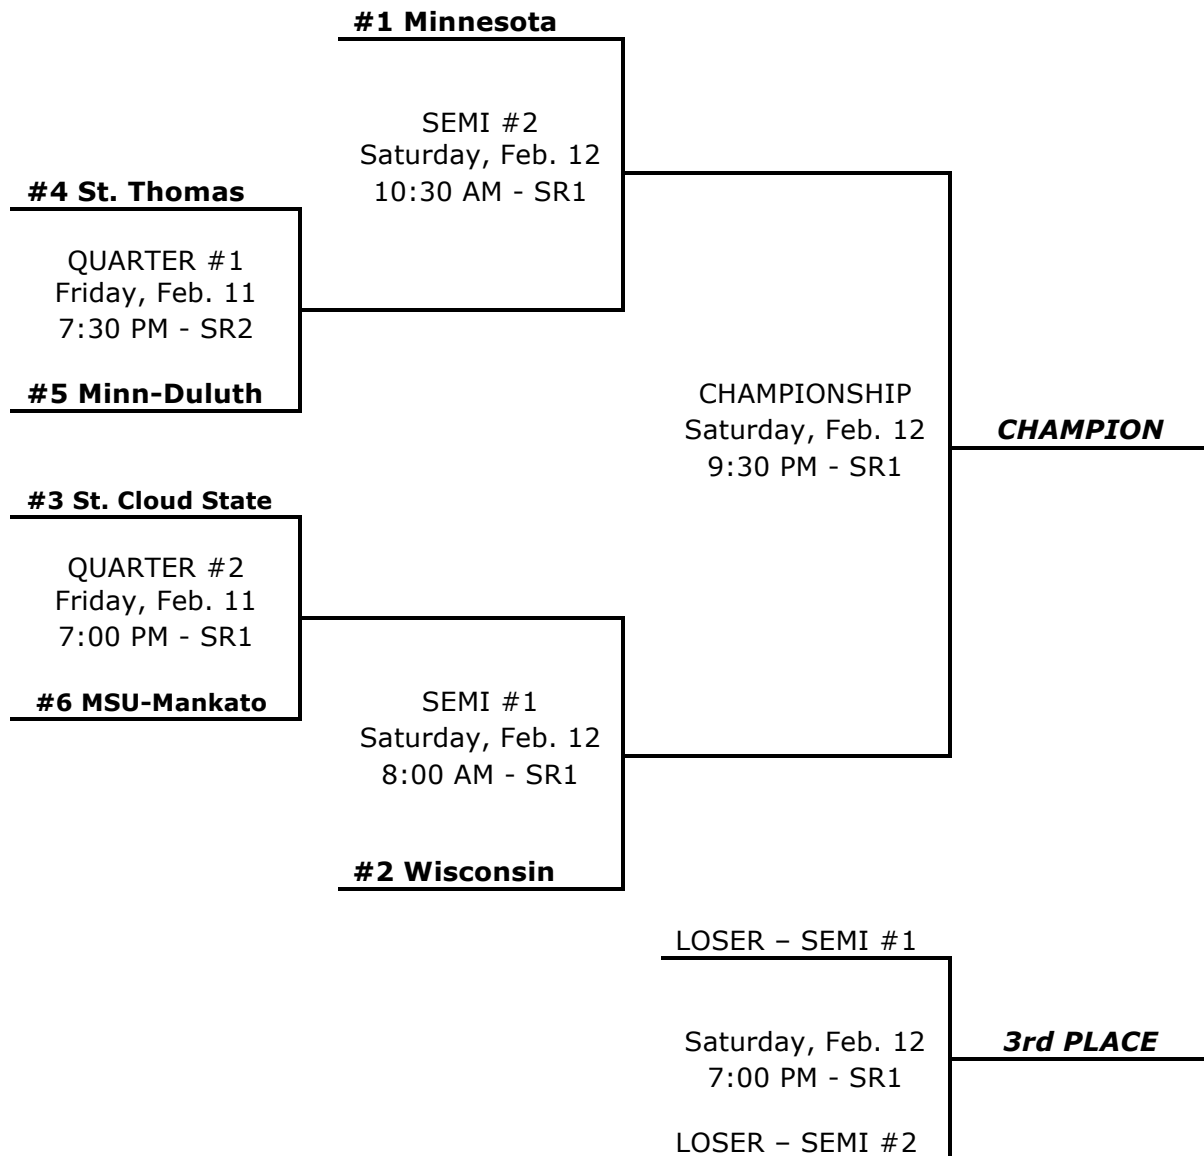 #1 Minnesota
SEMI #2
Saturday, Feb. 12
10:30 AM - SR1
#4 St. Thomas
QUARTER #1
Friday, Feb. 11
7:30 PM - SR2
#5 Minn-Duluth
CHAMPIONSHIP
Saturday, Feb. 12
9:30 PM - SR1
CHAMPION
#3 St. Cloud State
QUARTER #2
Friday, Feb. 11
7:00 PM - SR1
#6 MSU-Mankato
SEMI #1
Saturday, Feb. 12
8:00 AM - SR1
#2 Wisconsin
LOSER – SEMI #1
Saturday, Feb. 12
7:00 PM - SR1
3rd PLACE
LOSER – SEMI #2